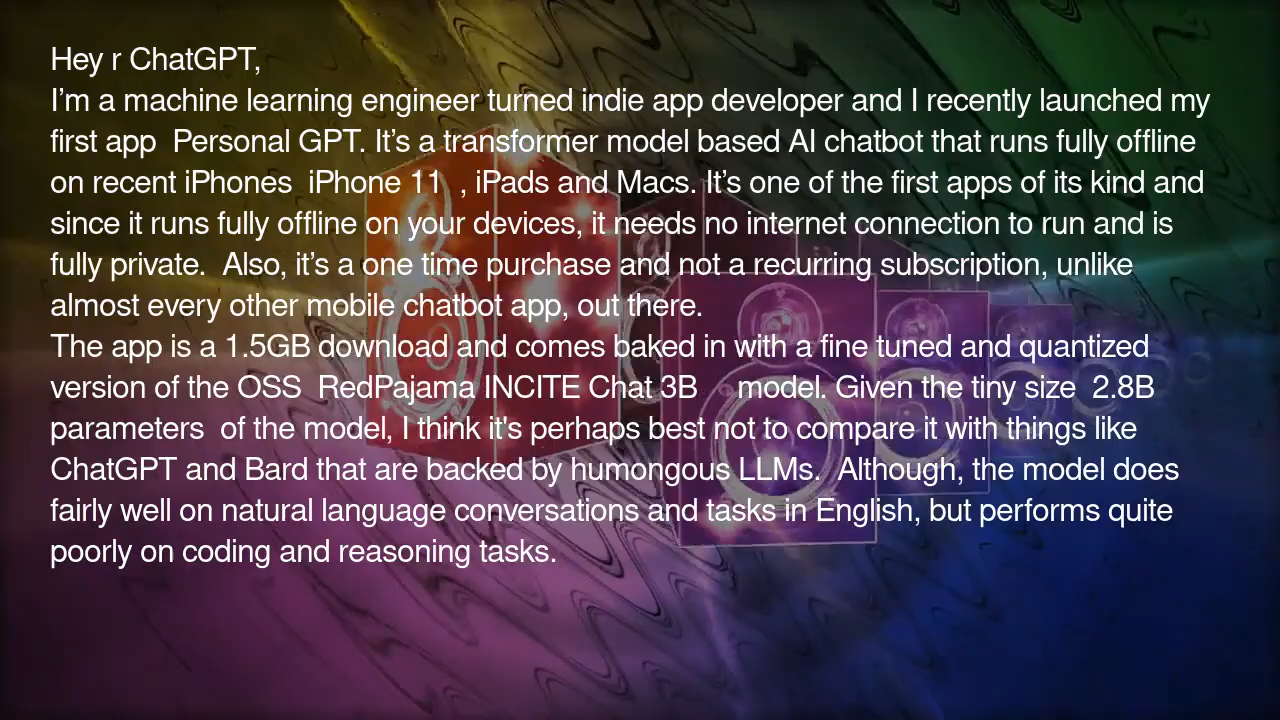 Hey r ChatGPT,
I’m a machine learning engineer turned indie app developer and I recently launched my
first app  Personal GPT. It’s a transformer model based AI chatbot that runs fully offline
on recent iPhones  iPhone 11  , iPads and Macs. It’s one of the first apps of its kind and
since it runs fully offline on your devices, it needs no internet connection to run and is
fully private.  Also, it’s a one time purchase and not a recurring subscription, unlike
almost every other mobile chatbot app, out there.
The app is a 1.5GB download and comes baked in with a fine tuned and quantized
version of the OSS  RedPajama INCITE Chat 3B     model. Given the tiny size  2.8B
parameters  of the model, I think it's perhaps best not to compare it with things like
ChatGPT and Bard that are backed by humongous LLMs.  Although, the model does
fairly well on natural language conversations and tasks in English, but performs quite
poorly on coding and reasoning tasks.